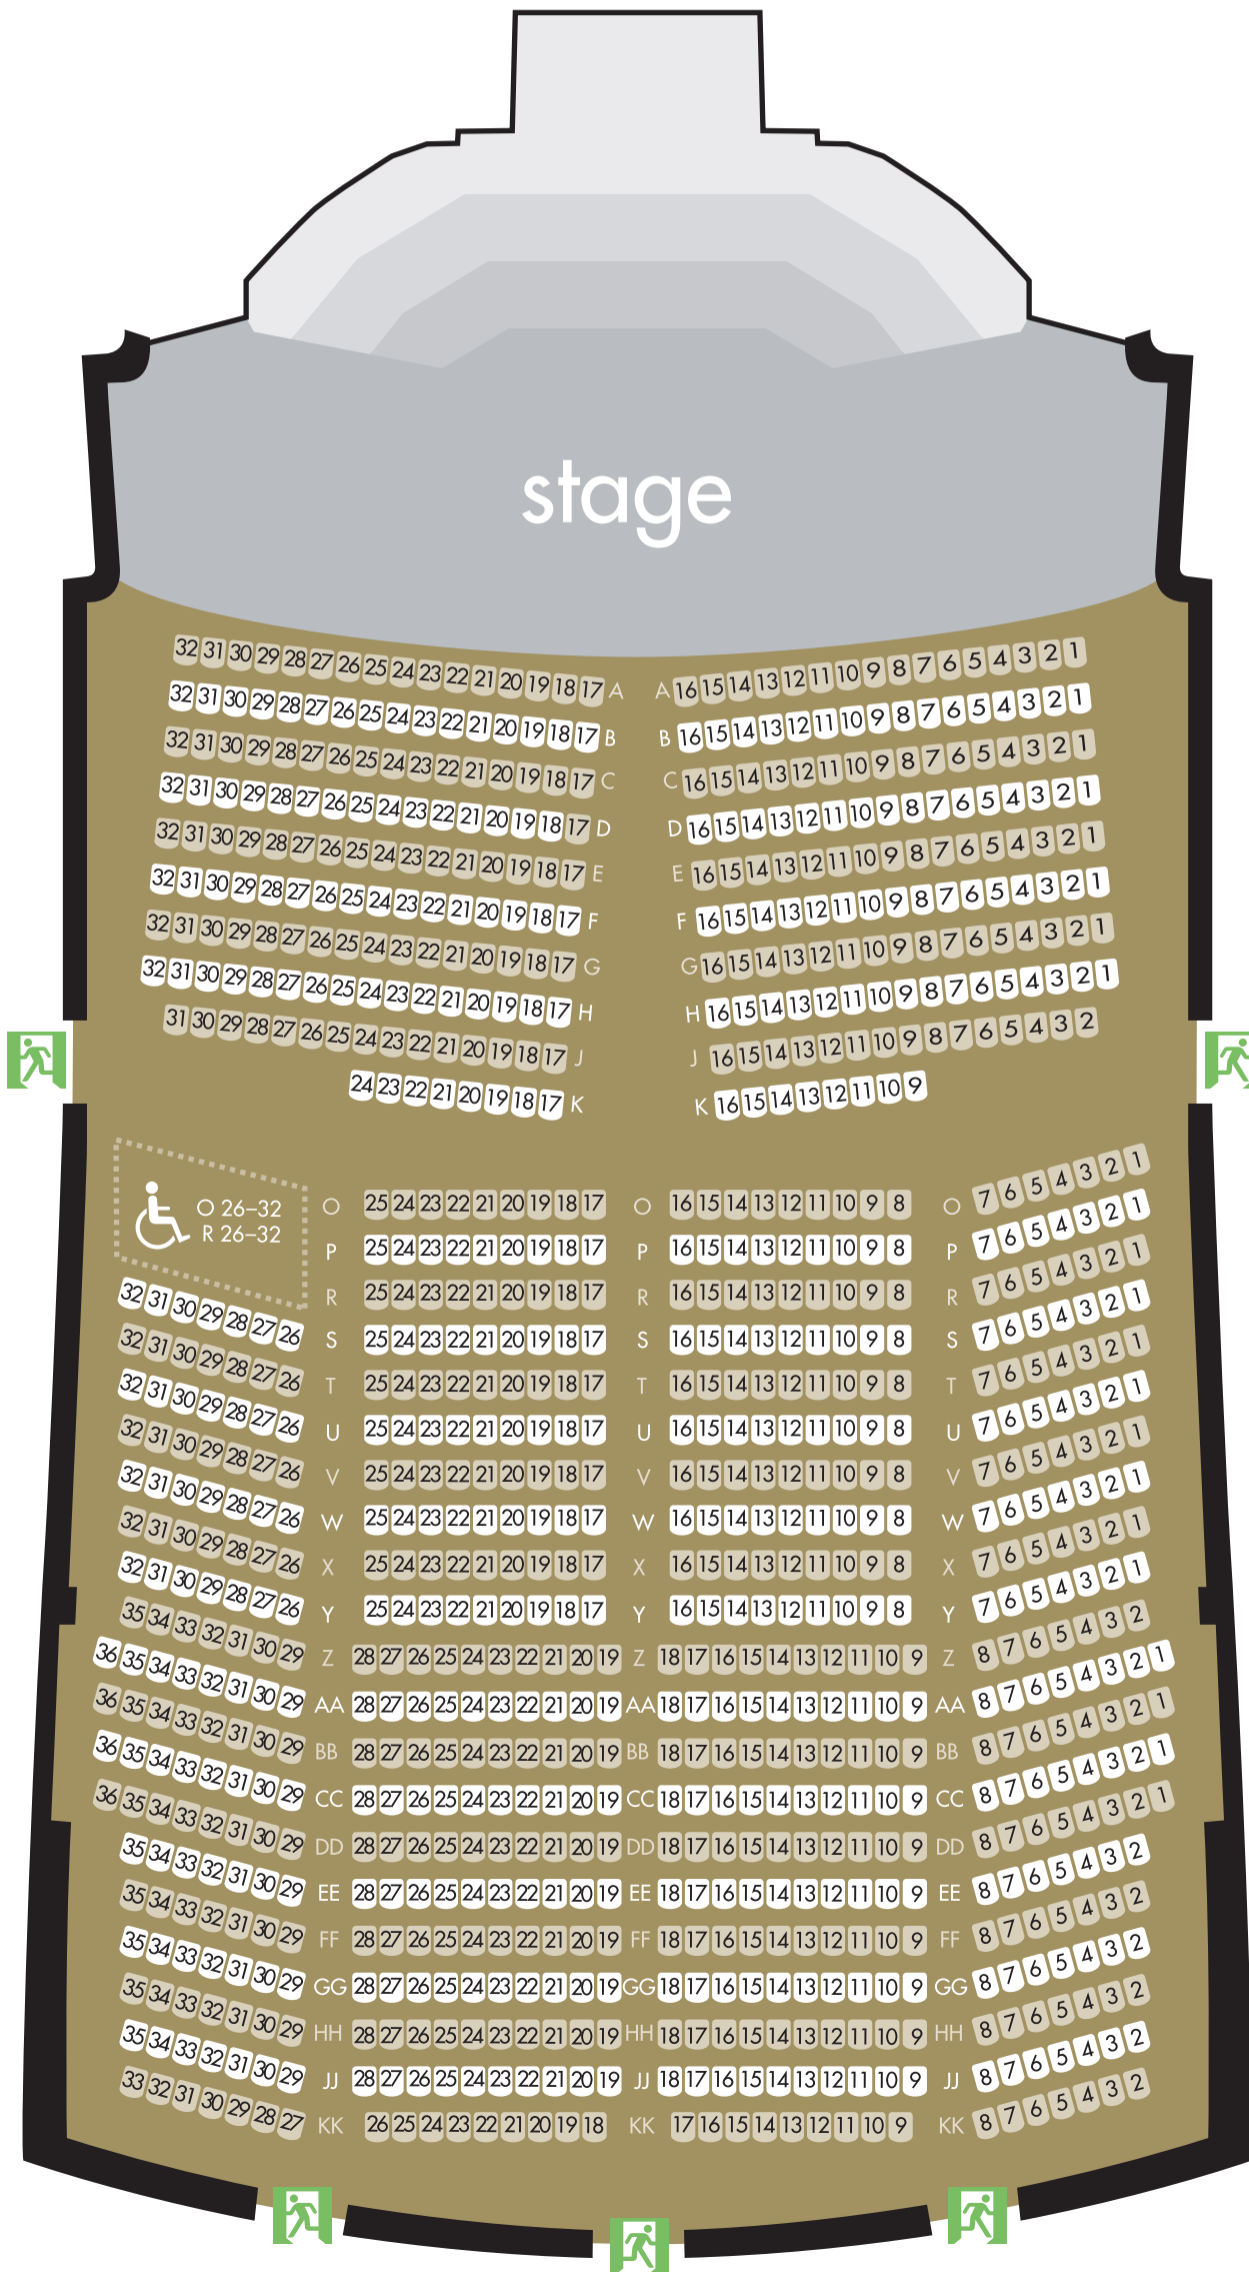 stage
32 31 30 29 28 27 26 25 24 23 22 21 20 19 18 17 A A 16 15 14 13 12 11 10 9 8 7 6 5 4 3 2 1
32 31 30 29 28 27 26 25 24 23 22 21 20 19 18 17 B B 16 15 14 13 12 11 10 9 8 7 6 5 4 3 2 1
32 31 30 29 28 27 26 25 24 23 22 21 20 19 18 17 C C 16 15 14 13 12 11 10 9 8 7 6 5 4 3 2 1
32 31 30 29 28 27 26 25 24 23 22 21 20 19 18 17 D D 16 15 14 13 12 11 10 9 8 7 6 5 4 3 2 1
32 31 30 29 28 27 26 25 24 23 22 21 20 19 18 17 E E 16 15 14 13 12 11 10 9 8 7 6 5 4 3 2 1
32 31 30 29 28 27 26 25 24 23 22 21 20 19 18 17 F F 16 15 14 13 12 11 10 9 8 7 6 5 4 3 2 1
32 31 30 29 28 27 26 25 24 23 22 21 20 19 18 17 G G 16 15 14 13 12 11 10 9 8 7 6 5 4 3 2 1
32 31 30 29 28 27 26 25 24 23 22 21 20 19 18 17 H H 16 15 14 13 12 11 10 9 8 7 6 5 4 3 2 1
31 30 29 28 27 26 25 24 23 22 21 20 19 18 17 J J 16 15 14 13 12 11 10 9 8 7 6 5 4 3 2
24 23 22 21 20 19 18 17 K K 16 15 14 13 12 11 10 9
O 26–32
R 26–32
O 25 24 23 22 21 20 19 18 17 O 16 15 14 13 12 11 10 9 8 O 7 6 5 4 3 2 1
P 25 24 23 22 21 20 19 18 17 P 16 15 14 13 12 11 10 9 8 P 7 6 5 4 3 2 1
R 25 24 23 22 21 20 19 18 17 R 16 15 14 13 12 11 10 9 8 R 7 6 5 4 3 2 1
32 31 30 29 28 27 26 S 25 24 23 22 21 20 19 18 17 S 16 15 14 13 12 11 10 9 8 S 7 6 5 4 3 2 1
32 31 30 29 28 27 26 T 25 24 23 22 21 20 19 18 17 T 16 15 14 13 12 11 10 9 8 T 7 6 5 4 3 2 1
32 31 30 29 28 27 26 U 25 24 23 22 21 20 19 18 17 U 16 15 14 13 12 11 10 9 8 U 7 6 5 4 3 2 1
32 31 30 29 28 27 26 V 25 24 23 22 21 20 19 18 17 V 16 15 14 13 12 11 10 9 8 V 7 6 5 4 3 2 1
32 31 30 29 28 27 26 W 25 24 23 22 21 20 19 18 17 W 16 15 14 13 12 11 10 9 8 W 7 6 5 4 3 2 1
32 31 30 29 28 27 26 X 25 24 23 22 21 20 19 18 17 X 16 15 14 13 12 11 10 9 8 X 7 6 5 4 3 2 1
32 31 30 29 28 27 26 Y 25 24 23 22 21 20 19 18 17 Y 16 15 14 13 12 11 10 9 8 Y 7 6 5 4 3 2 1
35 34 33 32 31 30 29 Z 28 27 26 25 24 23 22 21 20 19 Z 18 17 16 15 14 13 12 11 10 9 Z 8 7 6 5 4 3 2
36 35 34 33 32 31 30 29 AA 28 27 26 25 24 23 22 21 20 19 AA 18 17 16 15 14 13 12 11 10 9 AA 8 7 6 5 4 3 2 1
36 35 34 33 32 31 30 29 BB 28 27 26 25 24 23 22 21 20 19 BB 18 17 16 15 14 13 12 11 10 9 BB 8 7 6 5 4 3 2 1
36 35 34 33 32 31 30 29 CC 28 27 26 25 24 23 22 21 20 19 CC 18 17 16 15 14 13 12 11 10 9 CC 8 7 6 5 4 3 2 1
36 35 34 33 32 31 30 29 DD 28 27 26 25 24 23 22 21 20 19 DD 18 17 16 15 14 13 12 11 10 9 DD 8 7 6 5 4 3 2 1
35 34 33 32 31 30 29 EE 28 27 26 25 24 23 22 21 20 19 EE 18 17 16 15 14 13 12 11 10 9 EE 8 7 6 5 4 3 2
35 34 33 32 31 30 29 FF 28 27 26 25 24 23 22 21 20 19 FF 18 17 16 15 14 13 12 11 10 9 FF 8 7 6 5 4 3 2
35 34 33 32 31 30 29 GG 28 27 26 25 24 23 22 21 20 19 GG 18 17 16 15 14 13 12 11 10 9 GG 8 7 6 5 4 3 2
35 34 33 32 31 30 29 HH 28 27 26 25 24 23 22 21 20 19 HH 18 17 16 15 14 13 12 11 10 9 HH 8 7 6 5 4 3 2
35 34 33 32 31 30 29 JJ 28 27 26 25 24 23 22 21 20 19 JJ 18 17 16 15 14 13 12 11 10 9 JJ 8 7 6 5 4 3 2
33 32 31 30 29 28 27 KK 26 25 24 23 22 21 20 19 18 KK 17 16 15 14 13 12 11 10 9 KK 8 7 6 5 4 3 2